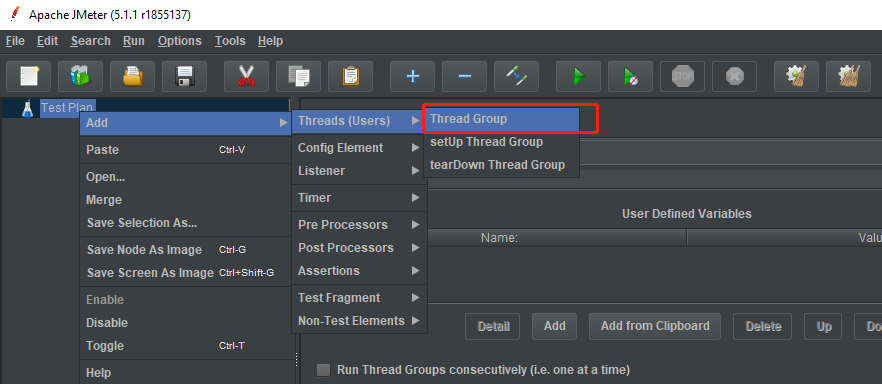 Apache JMeter (5.1.1 r1855137)
File Edit Search Run Options Tools Help
STOP
Test Plan
Add
Paste Ctrl-V
Open...
Merge
Save Selection As...
Save Node As Image Ctrl-G
Save Screen As Image Ctrl+Shift-G
Enable
Disable
Toggle Ctrl-T
Help
Threads (Users)
Config Element
Listener
Timer
Pre Processors
Post Processors
Assertions
Test Fragment
Non-Test Elements
Thread Group
setUp Thread Group
tearDown Thread Group
User Defined Variables
Name: Valu
Detail Add Add from Clipboard Delete Up Do
Run Thread Groups consecutively (i.e. one at a time)